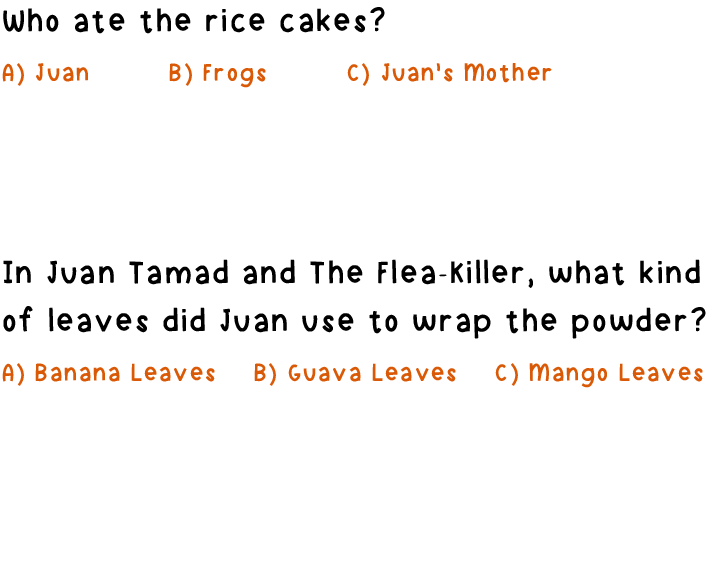 Who ate the rice cakes?
A) Juan B) Frogs C) Juan's Mother
In Juan Tamad and The Flea-Killer, what kind
of leaves did Juan use to wrap the powder?
A) Banana Leaves B) Guava Leaves C) Mango Leaves